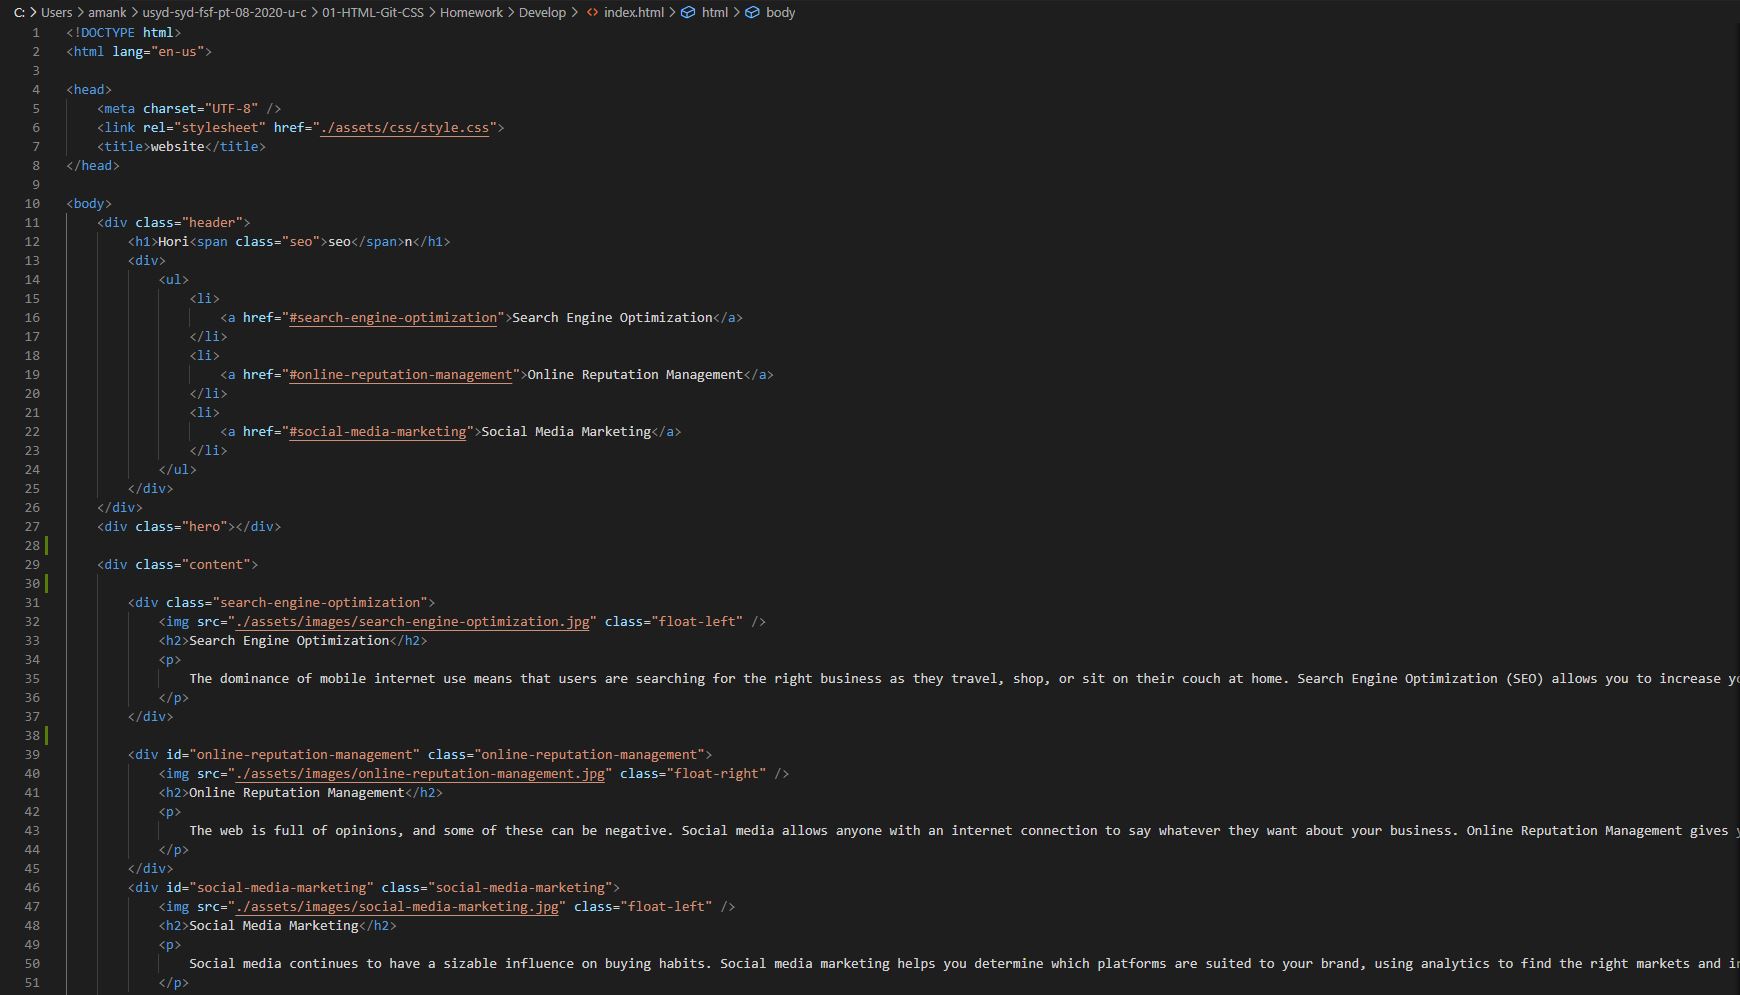 C: > Users > amank > usyd-syd-fsf-pt-08-2020-u-c > 01-HTML-Git-CSS > Homework > Develop > <> index.html > html > body
1 <!DOCTYPE html>
2 <html lang="en-us">
3
4 <head>
5     <meta charset="UTF-8" />
6     <link rel="stylesheet" href="./assets/css/style.css">
7     <title>website</title>
8 </head>
9
10 <body>
11     <div class="header">
12         <h1>Hori<span class="seo">seo</span>n</h1>
13         <div>
14             <ul>
15                 <li>
16                     <a href="#search-engine-optimization">Search Engine Optimization</a>
17                 </li>
18                 <li>
19                     <a href="#online-reputation-management">Online Reputation Management</a>
20                 </li>
21                 <li>
22                     <a href="#social-media-marketing">Social Media Marketing</a>
23                 </li>
24             </ul>
25         </div>
26     </div>
27     <div class="hero"></div>
28
29     <div class="content">
30
31         <div class="search-engine-optimization">
32             <img src="./assets/images/search-engine-optimization.jpg" class="float-left" />
33             <h2>Search Engine Optimization</h2>
34             <p>
35                 The dominance of mobile internet use means that users are searching for the right business as they travel, shop, or sit on their couch at home. Search Engine Optimization (SEO) allows you to increase
36             </p>
37         </div>
38
39         <div id="online-reputation-management" class="online-reputation-management">
40             <img src="./assets/images/online-reputation-management.jpg" class="float-right" />
41             <h2>Online Reputation Management</h2>
42             <p>
43                 The web is full of opinions, and some of these can be negative. Social media allows anyone with an internet connection to say whatever they want about your business. Online Reputation Management gives
44             </p>
45         </div>
46         <div id="social-media-marketing" class="social-media-marketing">
47             <img src="./assets/images/social-media-marketing.jpg" class="float-left" />
48             <h2>Social Media Marketing</h2>
49             <p>
50                 Social media continues to have a sizable influence on buying habits. Social media marketing helps you determine which platforms are suited to your brand, using analytics to find the right markets and
51             </p>